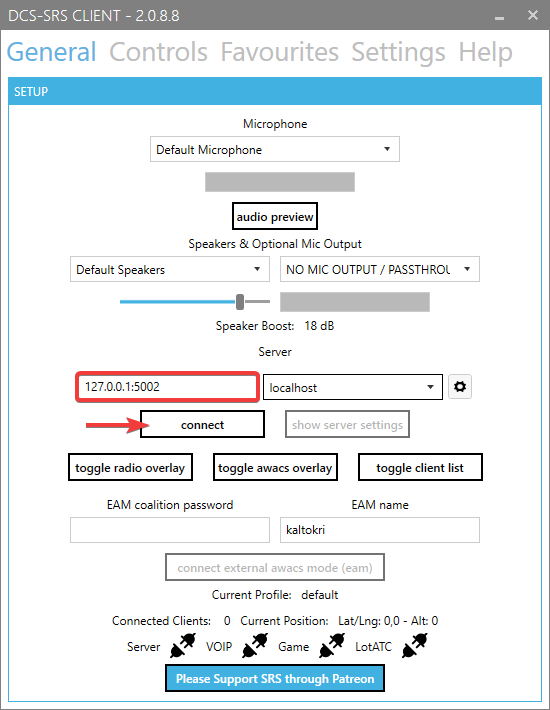 DCS-SRS CLIENT - 2.0.8.8
General Controls Favourites Settings Help
SETUP
Microphone
Default Microphone
audio preview
Speakers & Optional Mic Output
Default Speakers NO MIC OUTPUT / PASSTHROU
Speaker Boost: 18 dB
Server
127.0.0.1:5002 localhost
connect show server settings
toggle radio overlay toggle awacs overlay toggle client list
EAM coalition password EAM name
kaltokri
connect external awacs mode (eam)
Current Profile: default
Connected Clients: 0 Current Position: Lat/Lng: 0,0 - Alt: 0
Server VOIP Game LotATC
Please Support SRS through Patreon